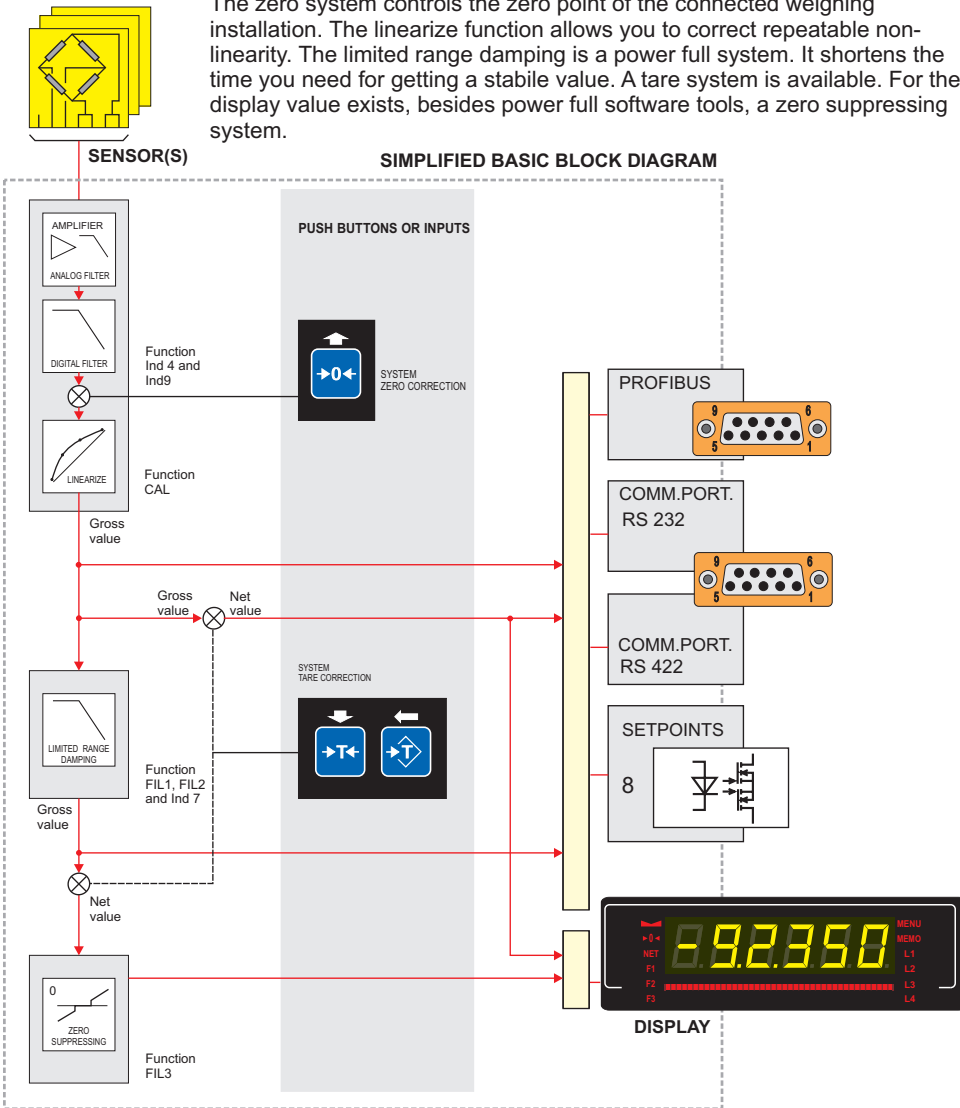 The zero system controls the zero point of the connected weighing
installation. The linearize function allows you to correct repeatable non-
linearity. The limited range damping is a power full system. It shortens the
time you need for getting a stabile value. A tare system is available. For the
display value exists, besides power full software tools, a zero suppressing
system.
SENSOR(S)
SIMPLIFIED BASIC BLOCK DIAGRAM
AMPLIFIER
ANALOG FILTER
PUSH BUTTONS OR INPUTS
DIGITAL FILTER
Function
Ind 4 and
Ind9
0
SYSTEM
ZERO CORRECTION
PROFIBUS
9 6
5 1
LINEARIZE
Function
CAL
Gross
value
COMM.PORT.
RS 232
9 6
5 1
Gross
value
Net
value
COMM.PORT.
RS 422
SYSTEM
TARE CORRECTION
T T
LIMITED RANGE
DAMPING
Function
FIL1, FIL2
and Ind 7
Gross
value
SETPOINTS
8
Net
value
0
ZERO
SUPPRESSING
Function
FIL3
-92.350
0
NET
F1
F2
F3
MENU
MEMO
L1
L2
L3
L4
DISPLAY